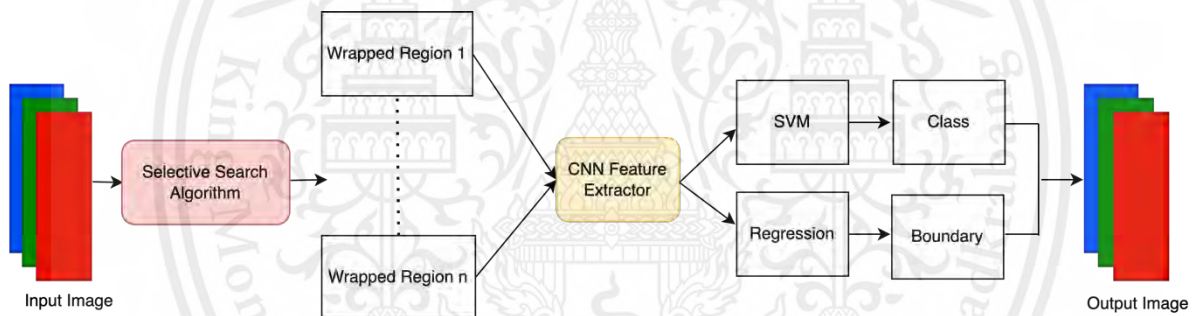 Wrapped Region 1
Selective Search
Algorithm
CNN Feature
Extractor
SVM
Class
Regression
Boundary
Wrapped Region n
Input Image
Output Image